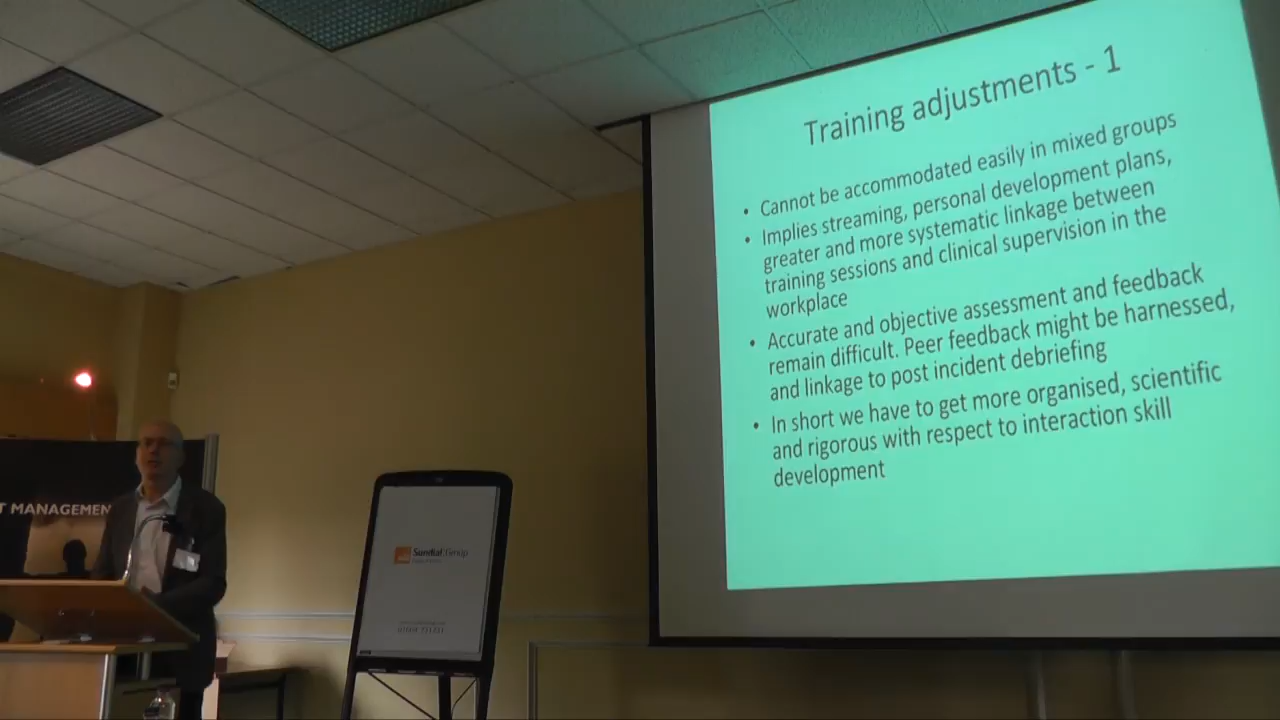 Training adjustments - 1
• Cannot be accommodated easily in mixed groups
• Implies streaming, personal development plans,
greater and more systematic linkage between
training sessions and clinical supervision in the
workplace
• Accurate and objective assessment and feedback
remain difficult. Peer feedback might be harnessed,
and linkage to post incident debriefing
• In short we have to get more organised, scientific
and rigorous with respect to interaction skill
development
T MANAGEMEN
Sundial Group